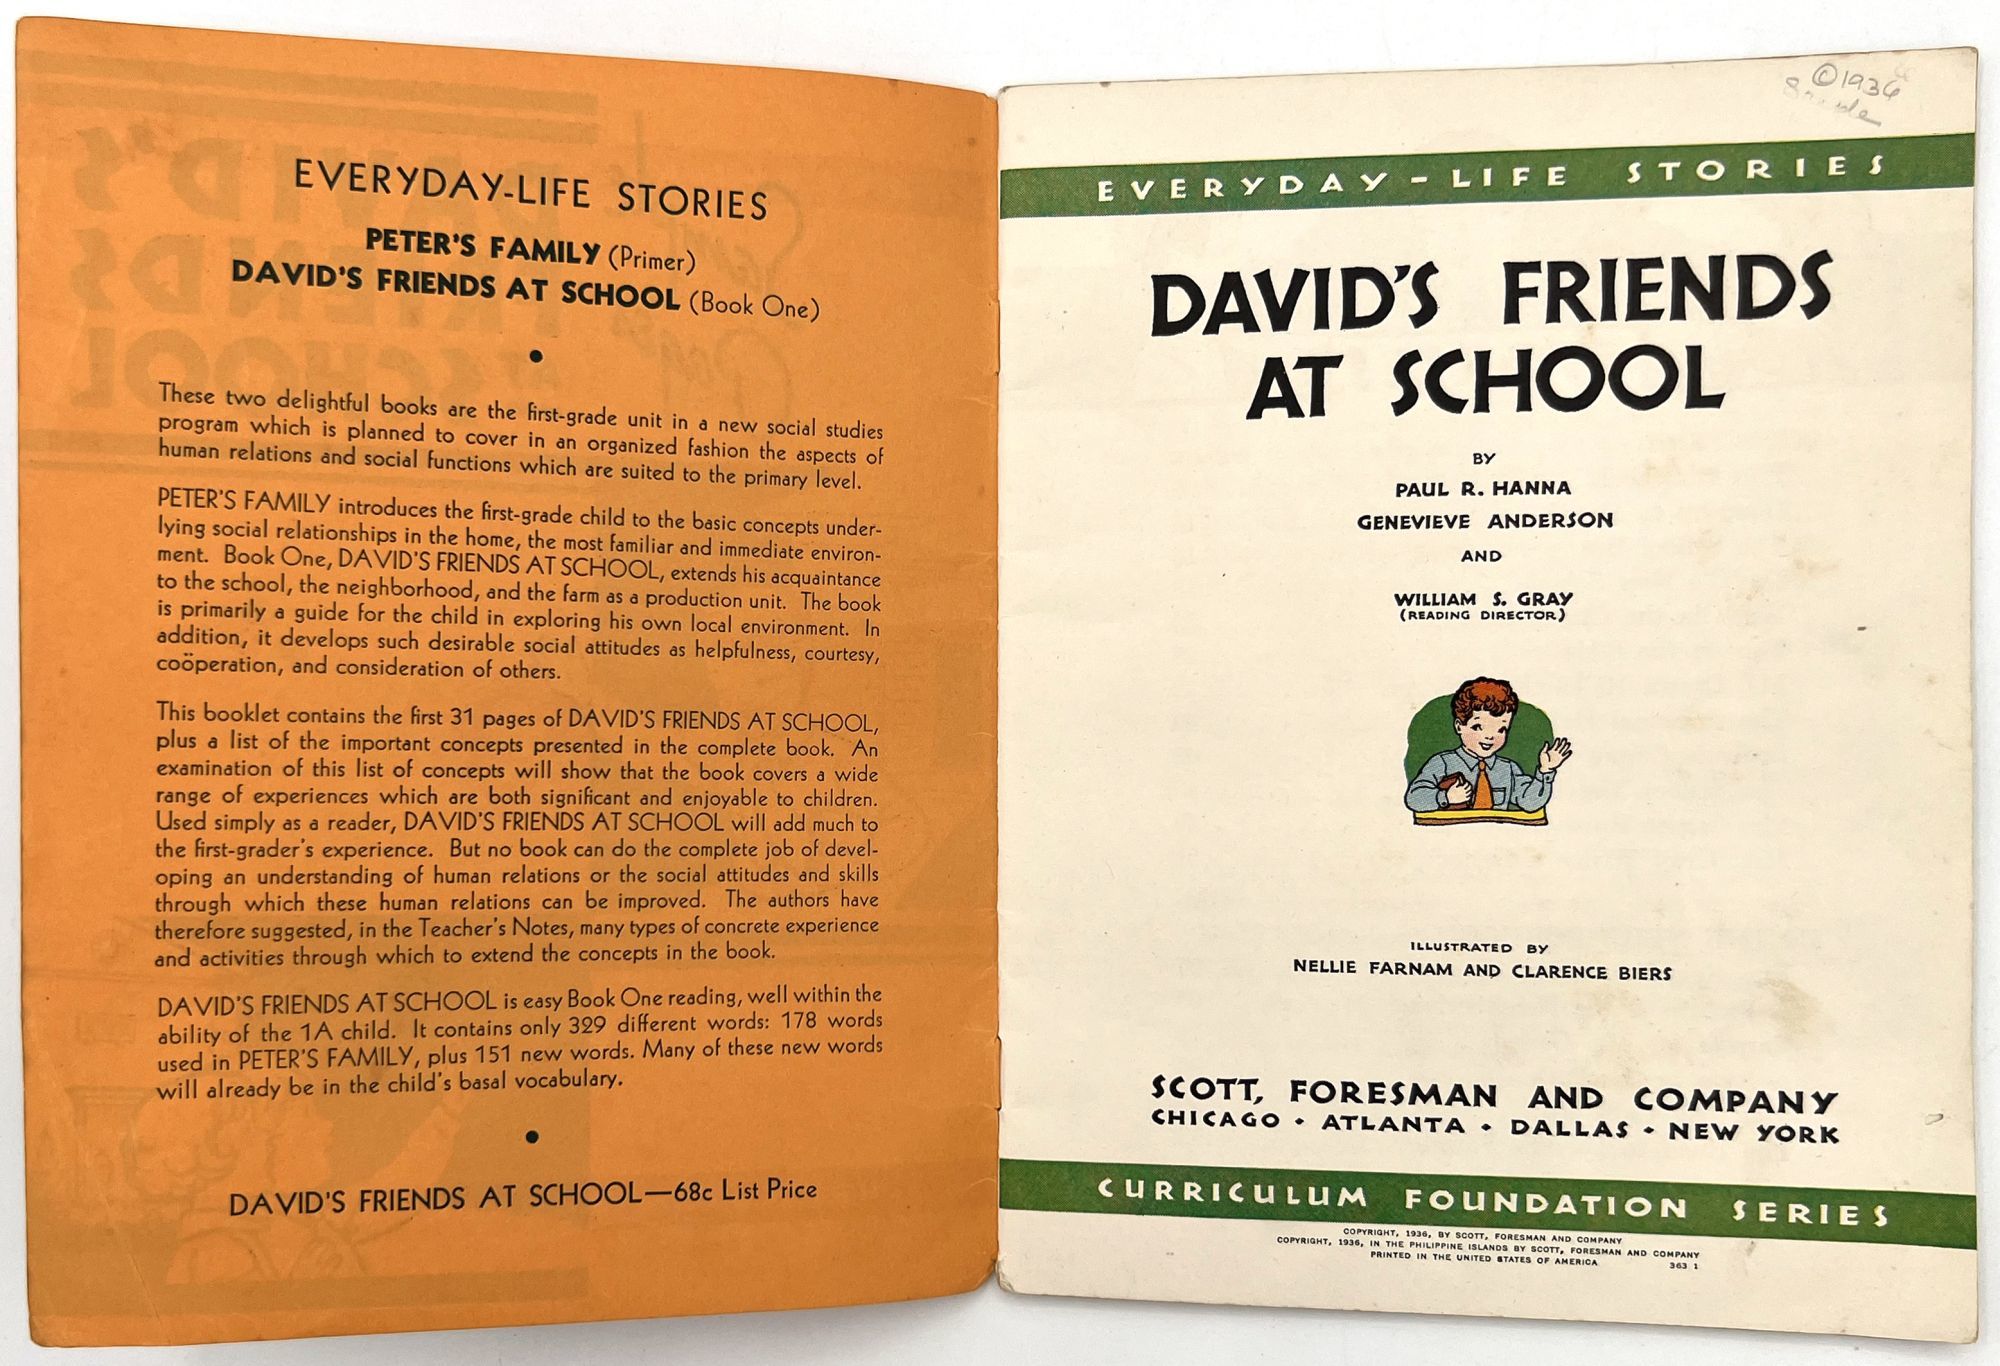 EVERYDAY-LIFE STORIES
PETER'S FAMILY (Primer)
DAVID'S FRIENDS AT SCHOOL (Book One)
These two delightful books are the first-grade unit in a new social studies
program which is planned to cover in an organized fashion the aspects of
human relations and social functions which are suited to the primary level.
PETER'S FAMILY introduces the first-grade child to the basic concepts under-
lying social relationships in the home, the most familiar and immediate environ-
ment. Book One, DAVID'S FRIENDS AT SCHOOL, extends his acquaintance
to the school, the neighborhood, and the farm as a production unit. The book
is primarily a guide for the child in exploring his own local environment. In
addition, it develops such desirable social attitudes as helpfulness, courtesy,
coöperation, and consideration of others.
This booklet contains the first 31 pages of DAVID'S FRIENDS AT SCHOOL,
plus a list of the important concepts presented in the complete book. An
examination of this list of concepts will show that the book covers a wide
range of experiences which are both significant and enjoyable to children.
Used simply as a reader, DAVID'S FRIENDS AT SCHOOL will add much to
the first-grader's experience. But no book can do the complete job of devel-
oping an understanding of human relations or the social attitudes and skills
through which these human relations can be improved. The authors have
therefore suggested, in the Teacher's Notes, many types of concrete experience
and activities through which to extend the concepts in the book.
DAVID'S FRIENDS AT SCHOOL is easy Book One reading, well within the
ability of the 1A child. It contains only 329 different words: 178 words
used in PETER'S FAMILY, plus 151 new words. Many of these new words
will already be in the child's basal vocabulary.
DAVID'S FRIENDS AT SCHOOL—68c List Price
©1936
EVERYDAY-LIFE STORIES
DAVID'S FRIENDS
AT SCHOOL
BY
PAUL R. HANNA
GENEVIEVE ANDERSON
AND
WILLIAM S. GRAY
(READING DIRECTOR)
ILLUSTRATED BY
NELLIE FARNAM AND CLARENCE BIERS
SCOTT, FORESMAN AND COMPANY
CHICAGO • ATLANTA • DALLAS • NEW YORK
CURRICULUM FOUNDATION SERIES
COPYRIGHT, 1936, BY SCOTT, FORESMAN AND COMPANY
COPYRIGHT, 1936, IN THE PHILIPPINE ISLANDS BY SCOTT, FORESMAN AND COMPANY
PRINTED IN THE UNITED STATES OF AMERICA 363 1